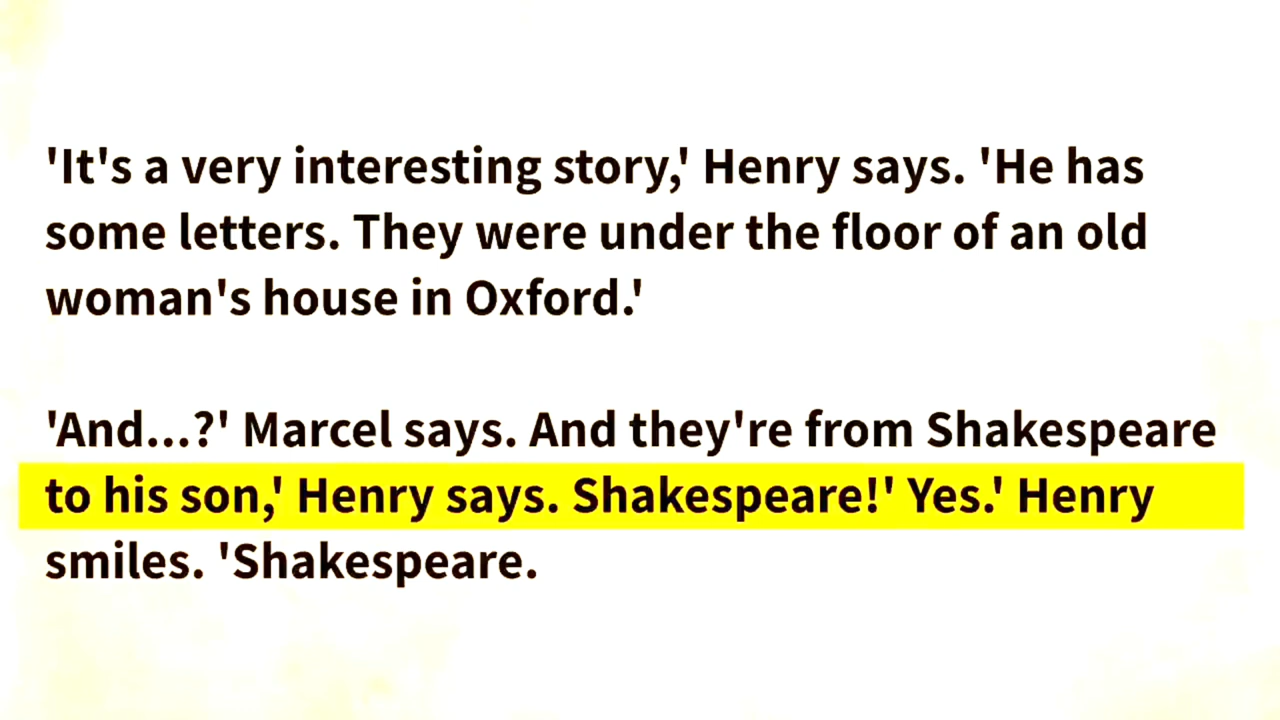 'It's a very interesting story,' Henry says. 'He has
some letters. They were under the floor of an old
woman's house in Oxford.'
'And...?' Marcel says. And they're from Shakespeare
to his son,' Henry says. Shakespeare!' Yes.' Henry
smiles. 'Shakespeare.